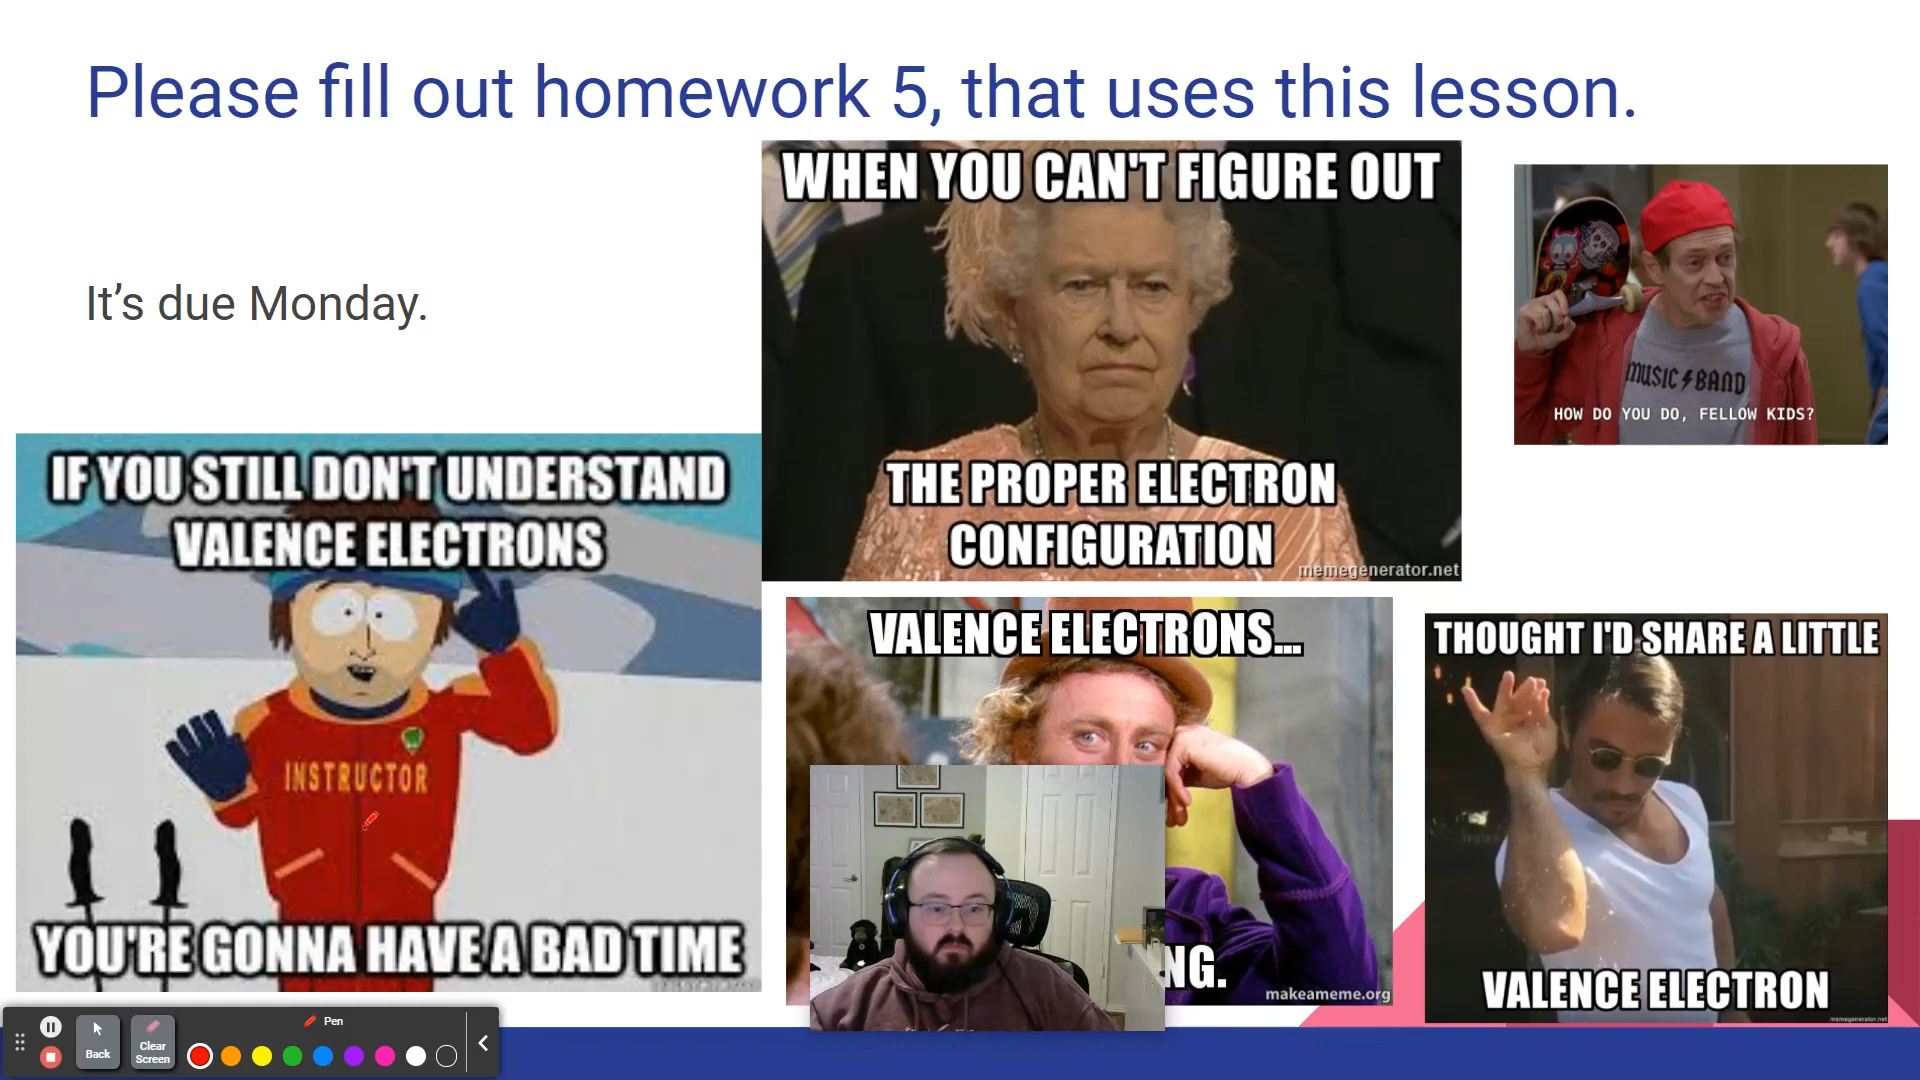 Please fill out homework 5, that uses this lesson.
It’s due Monday.
WHEN YOU CAN'T FIGURE OUT
THE PROPER ELECTRON
CONFIGURATION
memegenerator.net
MUSIC BAND
HOW DO YOU DO, FELLOW KIDS?
IF YOU STILL DON'T UNDERSTAND
VALENCE ELECTRONS
INSTRUCTOR
YOU'RE GONNA HAVE A BAD TIME
VALENCE ELECTRONS...
NG.
makeameme.org
THOUGHT I'D SHARE A LITTLE
VALENCE ELECTRON
memegenerator.net
Pen
Back
Clear
Screen